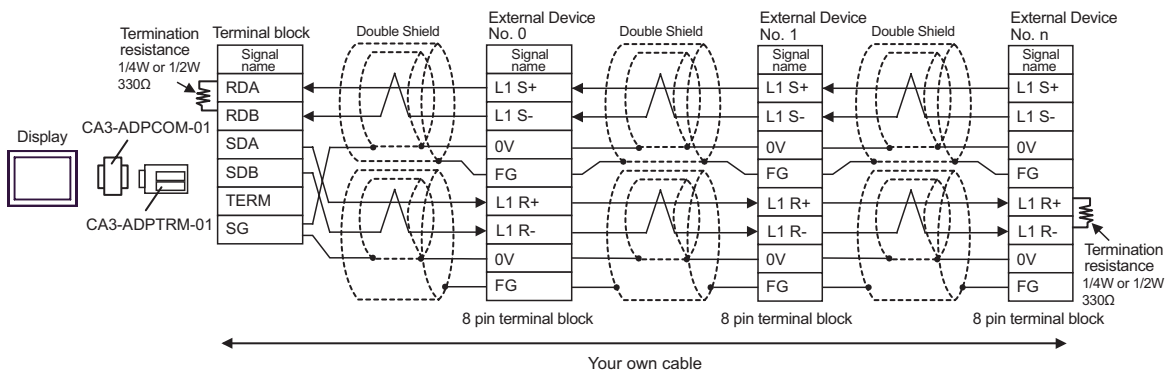 Termination
resistance
1/4W or 1/2W
330Ω
Display
CA3-ADPCOM-01
CA3-ADPTRM-01
Terminal block
Signal
name
RDA
RDB
SDA
SDB
TERM
SG
Double Shield
External Device
No. 0
Signal
name
L1 S+
L1 S-
0V
FG
L1 R+
L1 R-
0V
FG
8 pin terminal block
Double Shield
External Device
No. 1
Signal
name
L1 S+
L1 S-
0V
FG
L1 R+
L1 R-
0V
FG
8 pin terminal block
Double Shield
External Device
No. n
Signal
name
L1 S+
L1 S-
0V
FG
L1 R+
L1 R-
0V
FG
8 pin terminal block
Termination
resistance
1/4W or 1/2W
330Ω
Your own cable